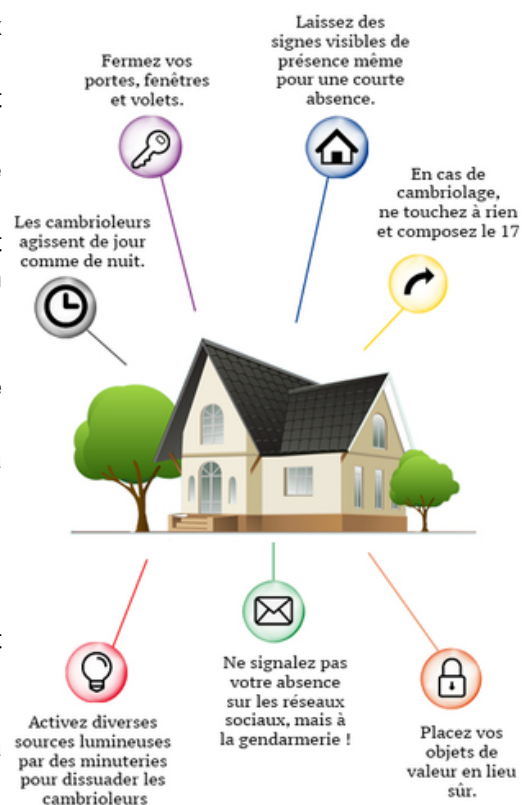 Laissez des
signes visibles de
présence même
pour une courte
absence.
Fermez vos
portes, fenêtres
et volets.
En cas de
cambriolage,
ne touchez à rien
et composez le 17
Les cambrioleurs
agissent de jour
comme de nuit.
Ne signalez pas
votre absence
sur les réseaux
sociaux, mais à
la gendarmerie !
Activez diverses
sources lumineuses
par des minuteries
pour dissuader les
cambrioleurs
Placez vos
objets de
valeur en lieu
sûr.